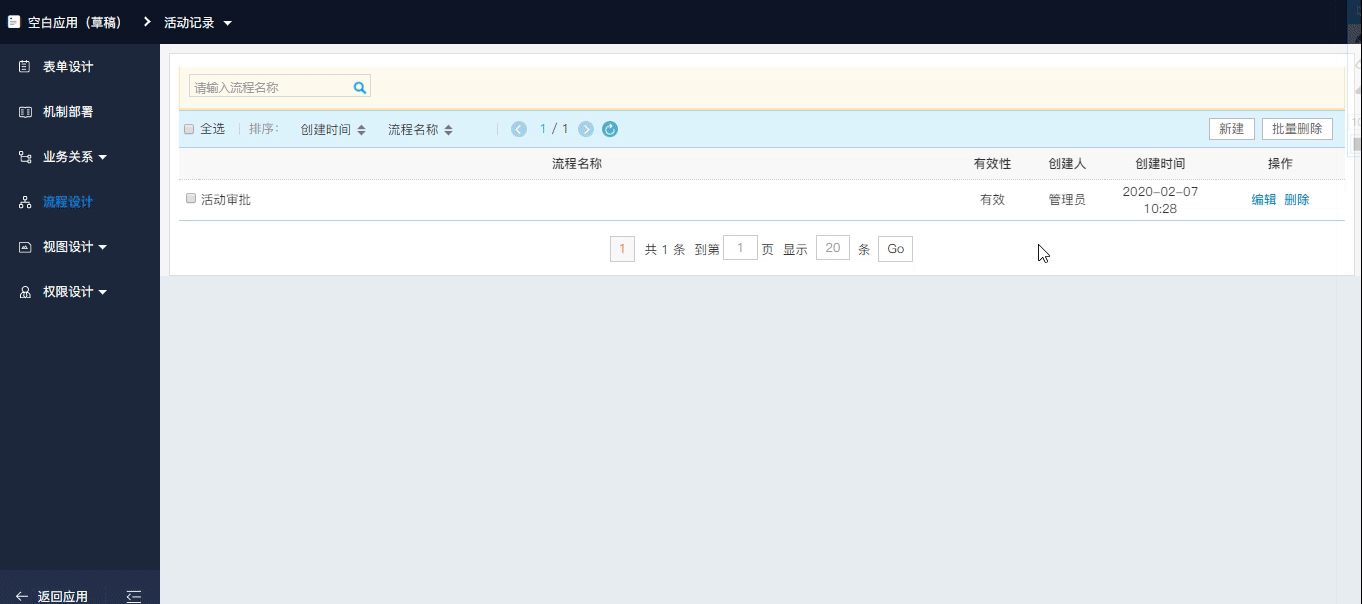 空白应用（草稿） 活动记录
表单设计
机制部署
业务关系
流程设计
视图设计
权限设计
返回应用
请输入流程名称
全选 排序： 创建时间 流程名称 1 / 1 新建 批量删除
流程名称 有效性 创建人 创建时间 操作
活动审批 有效 管理员 2020-02-07 10:28 编辑 删除
1 共 1 条 到第 1 页 显示 20 条 Go